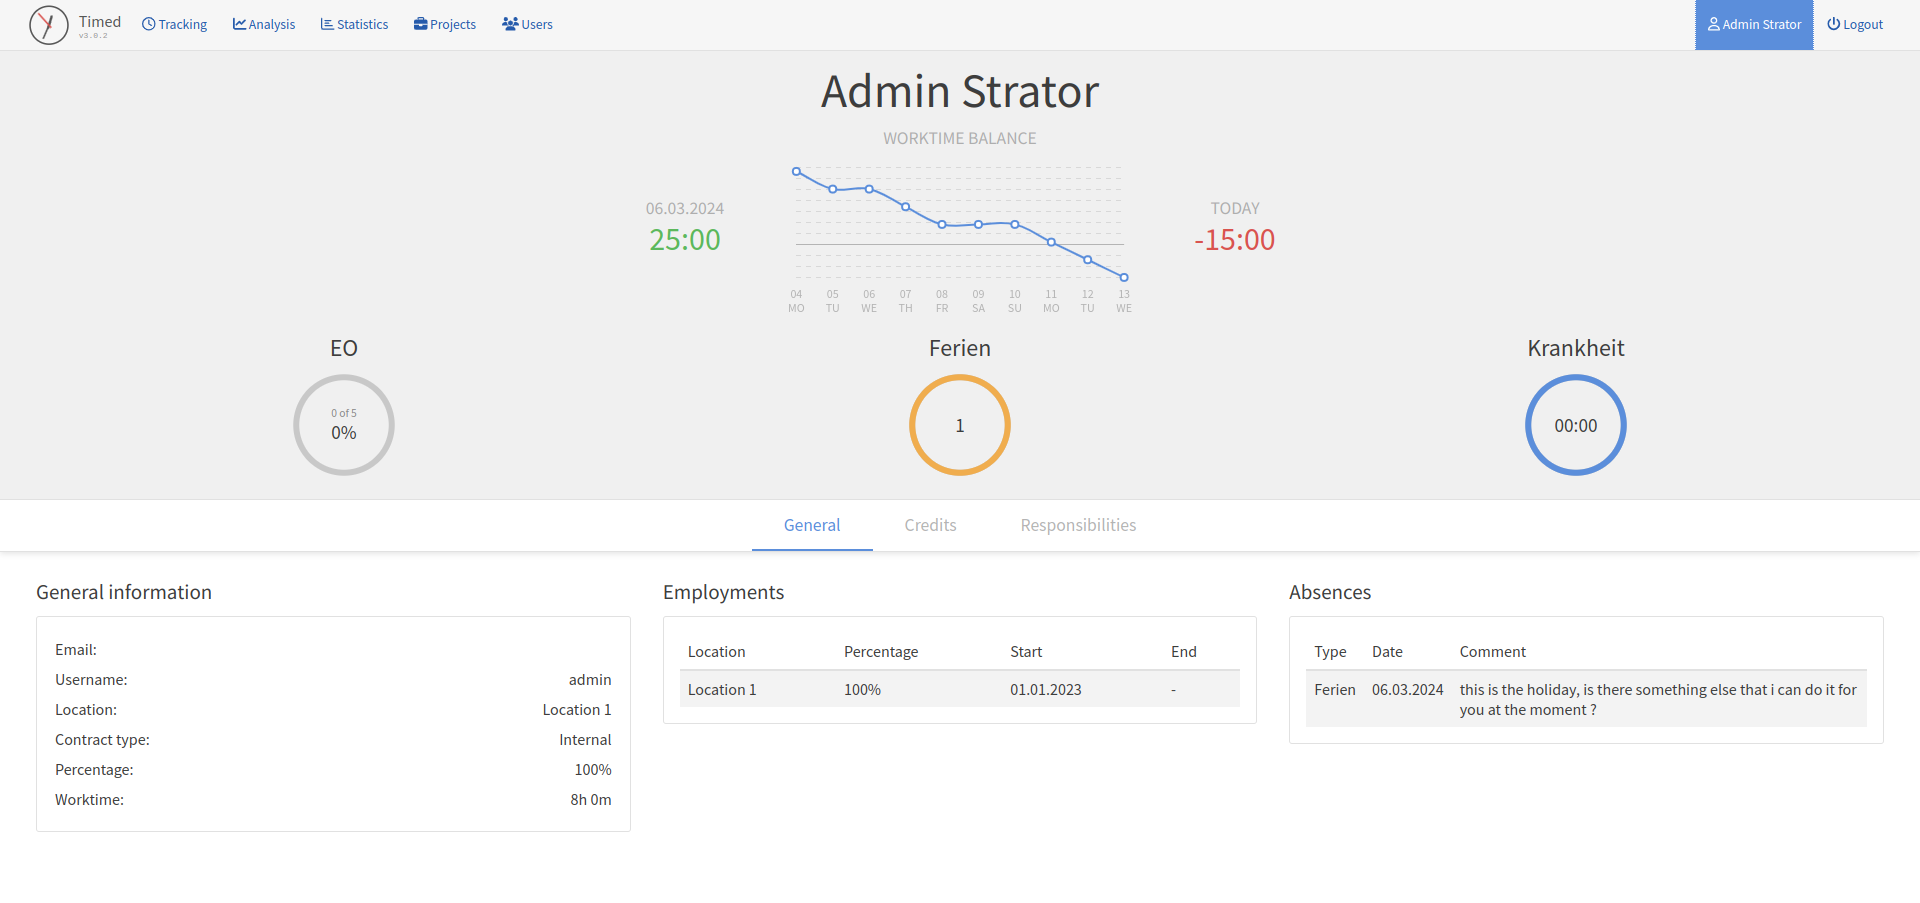 Timed
v3.0.2
Tracking
Analysis
Statistics
Projects
Users
Admin Strator
Logout
Admin Strator
WORKTIME BALANCE
06.03.2024
25:00
TODAY
-15:00
04 05 06 07 08 09 10 11 12 13
MO TU WE TH FR SA SU MO TU WE
EO
0 of 5
0%
Ferien
1
Krankheit
00:00
General
Credits
Responsibilities
General information
Email:
Username: admin
Location: Location 1
Contract type: Internal
Percentage: 100%
Worktime: 8h 0m
Employments
Location Percentage Start End
Location 1 100% 01.01.2023 -
Absences
Type Date Comment
Ferien 06.03.2024 this is the holiday, is there something else that i can do it for
you at the moment ?